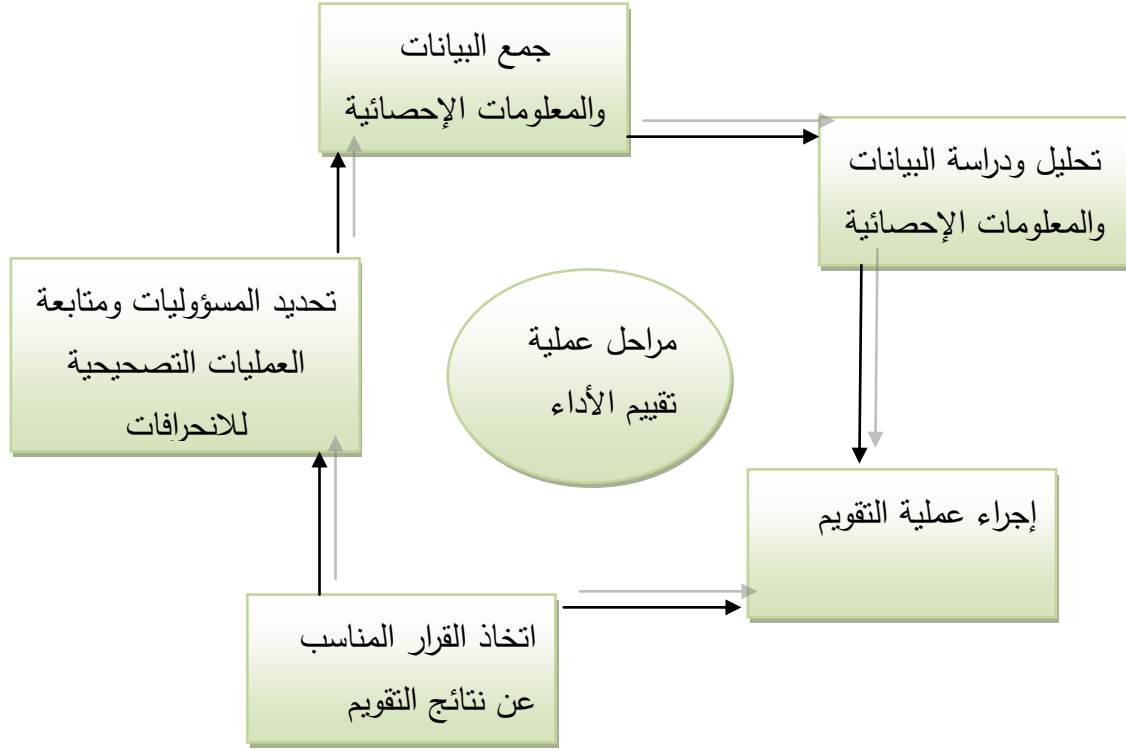 جمع البيانات
والمعلومات الإحصائية
تحليل ودراسة البيانات
والمعلومات الإحصائية
تحديد المسؤوليات ومتابعة
العمليات التصحيحية
للانحرافات
مراحل عملية
تقييم الأداء
إجراء عملية التقويم
اتخاذ القرار المناسب
عن نتائج التقويم